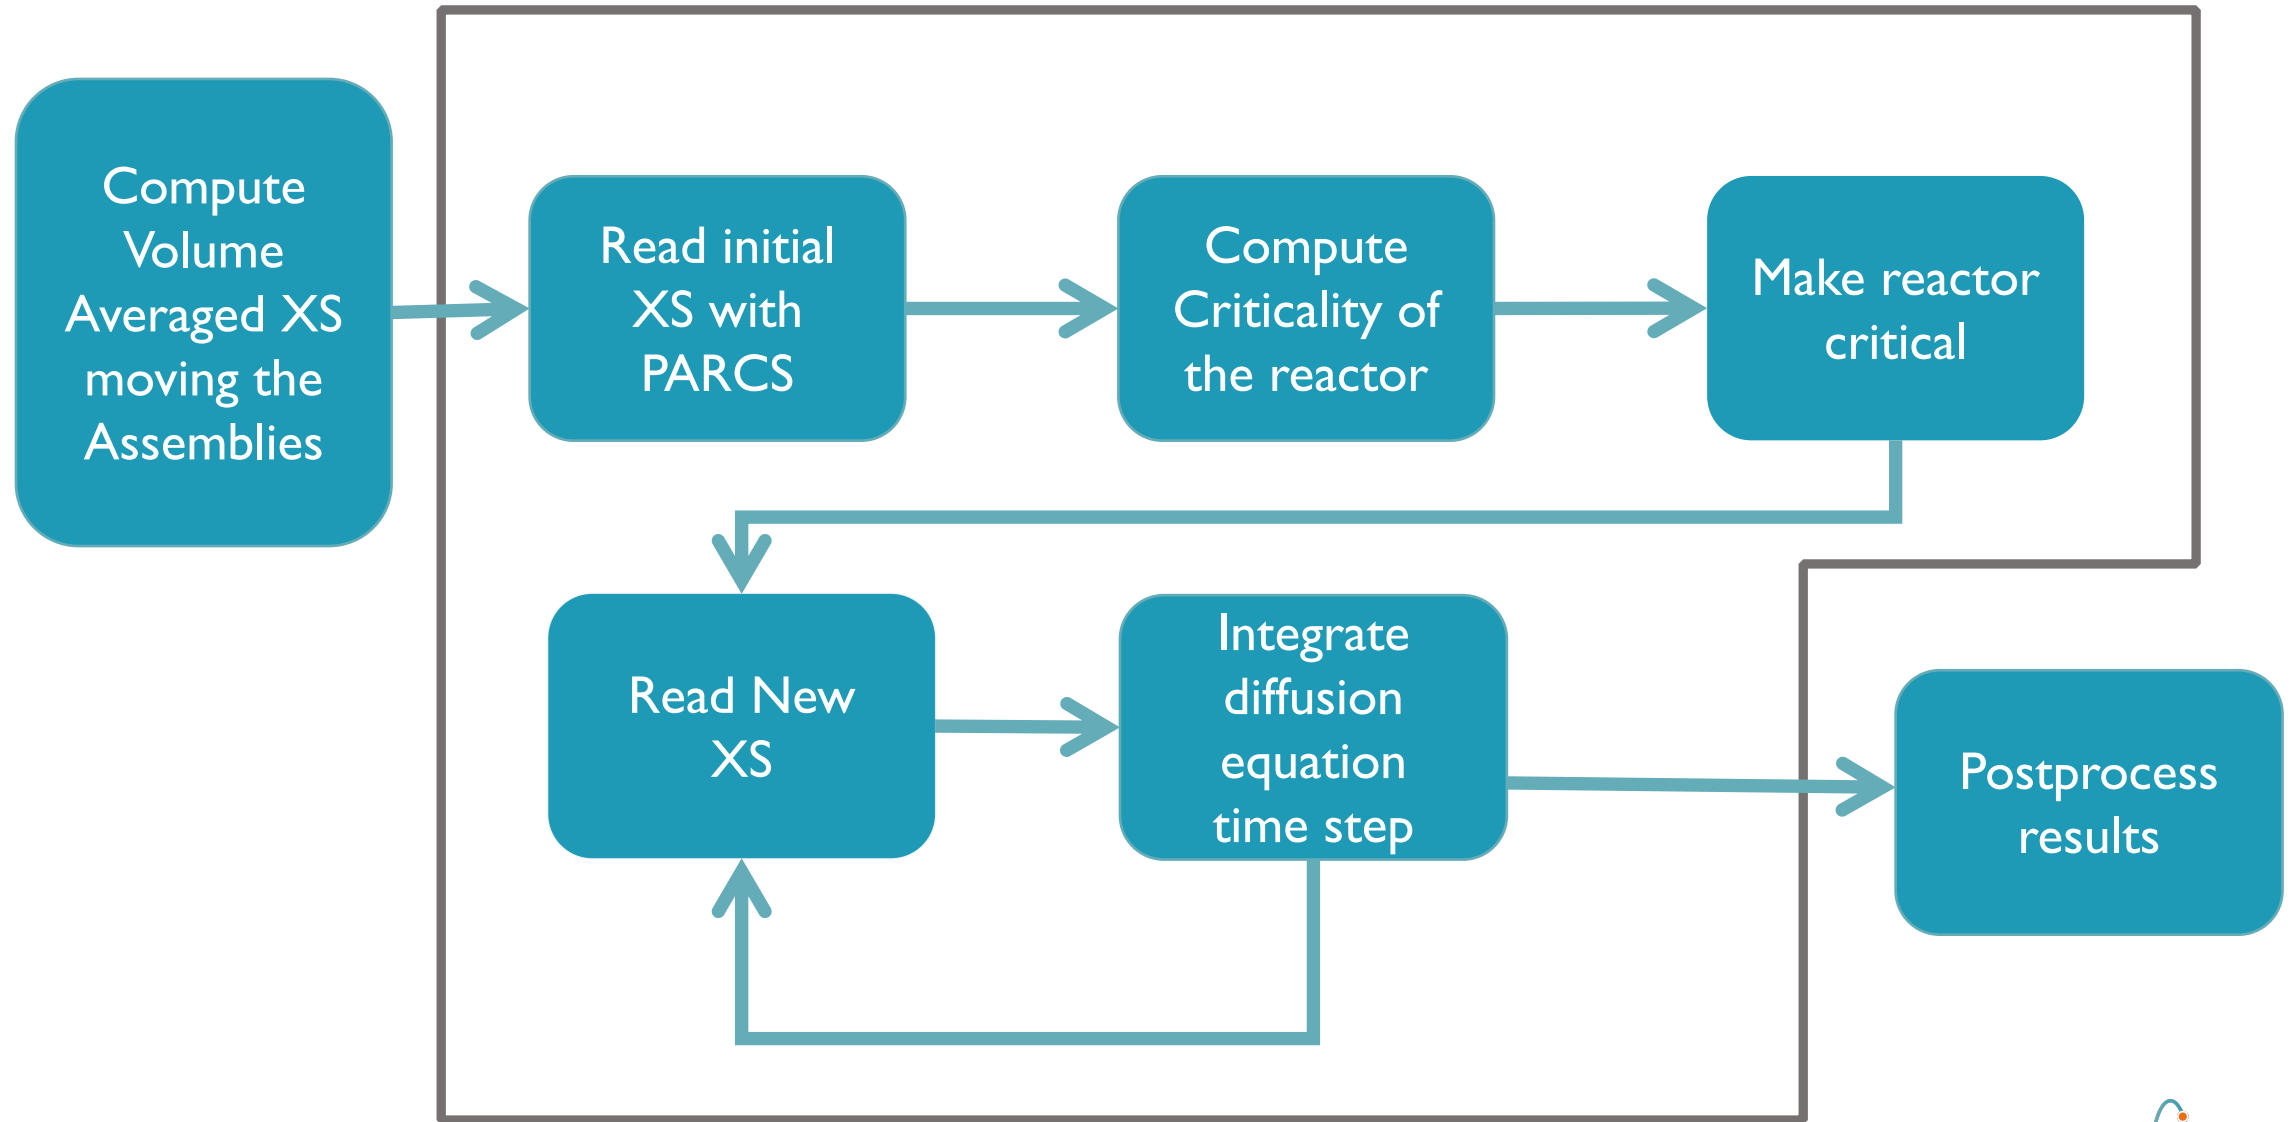 Compute
Volume
Averaged XS
moving the
Assemblies
Read initial
XS with
PARCS
Compute
Criticality of
the reactor
Make reactor
critical
Read New
XS
Integrate
diffusion
equation
time step
Postprocess
results